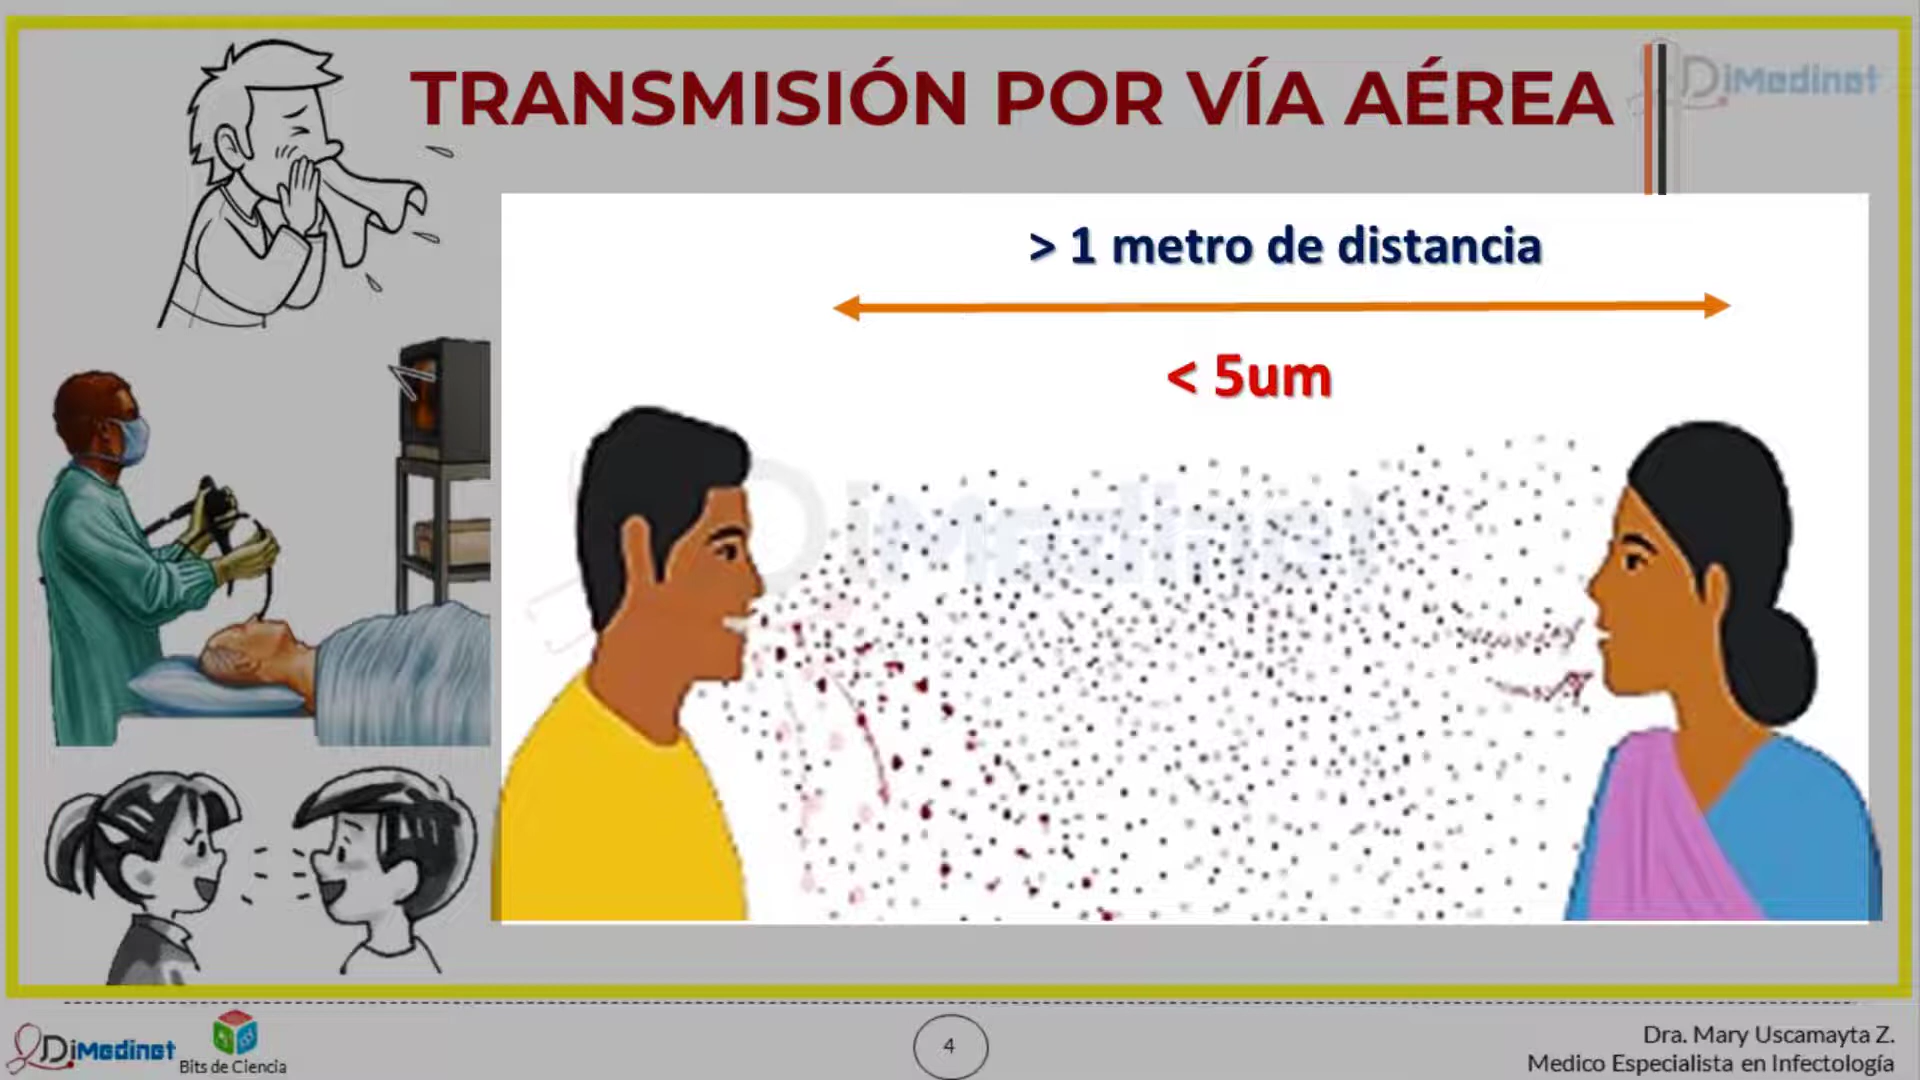 TRANSMISIÓN POR VÍA AÉREA
DiMedinet
> 1 metro de distancia
< 5um
DiMedinet
DiMedinet
Bits de Ciencia
4
Dra. Mary Uscamayta Z.
Medico Especialista en Infectología